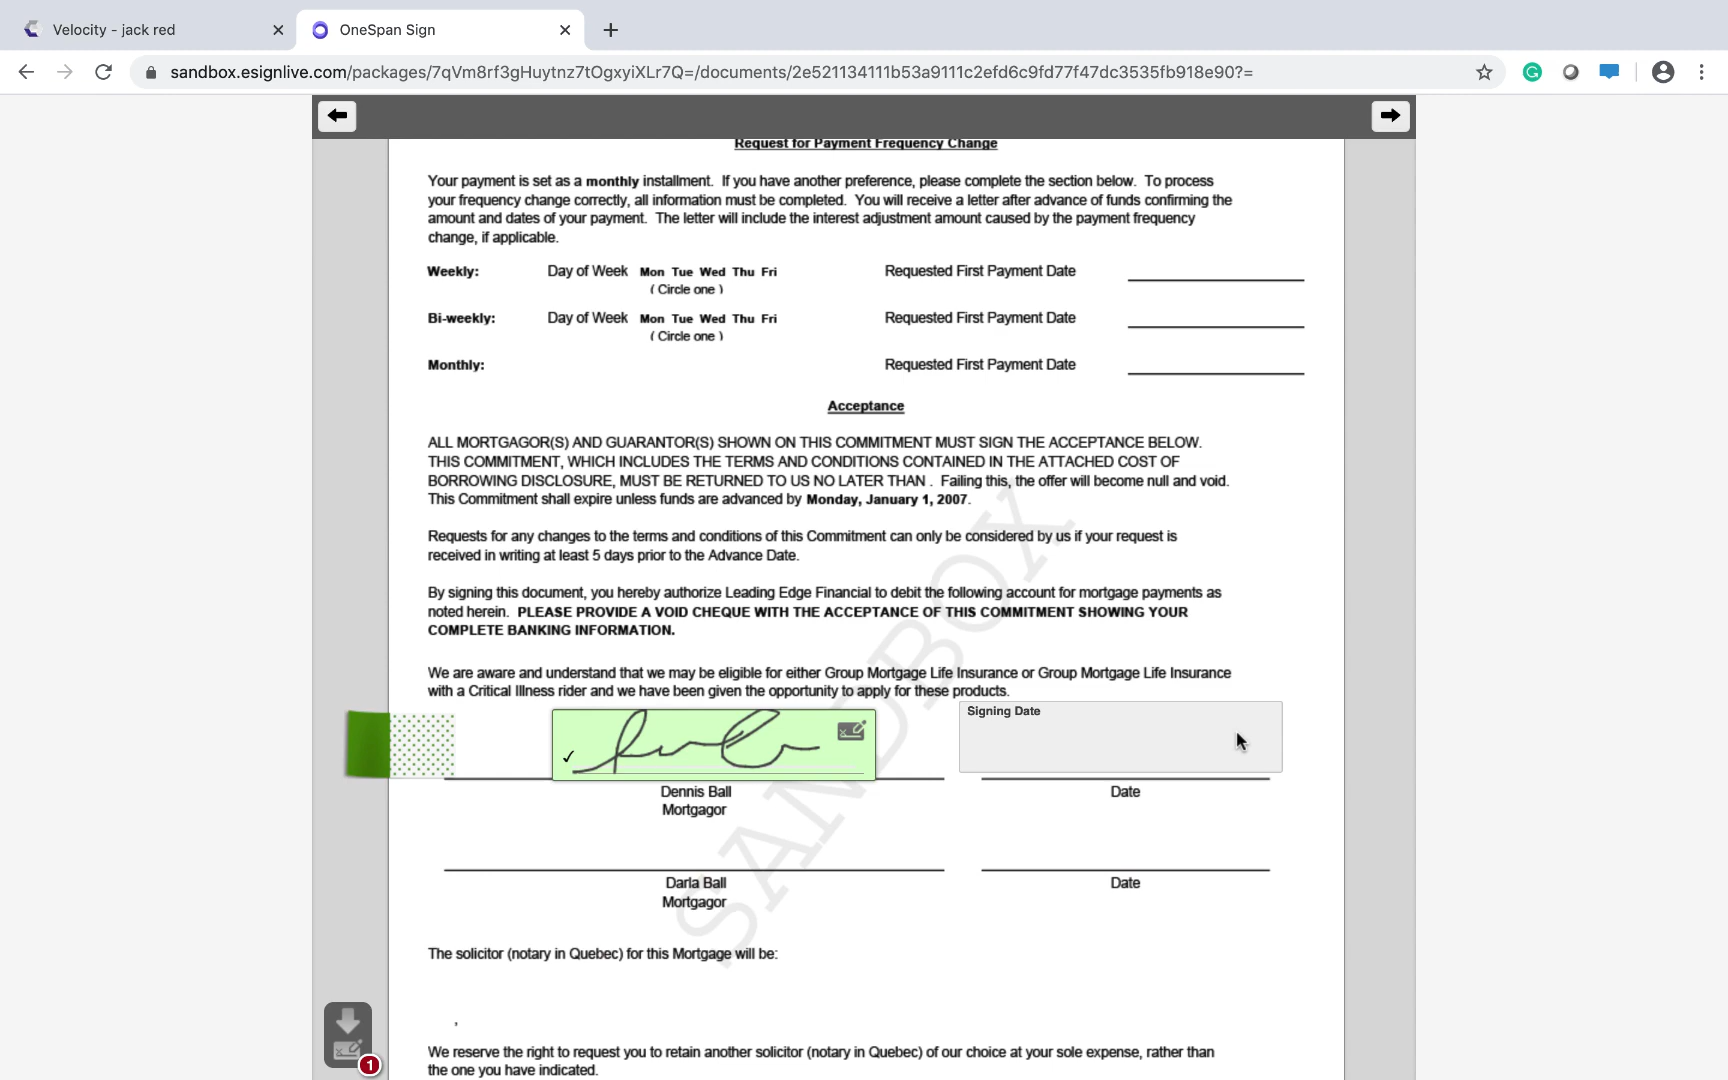 Velocity - jack red
OneSpan Sign
sandbox.esignlive.com/packages/7qVm8rf3gHuytnz7tOgxyiXLr7Q=/documents/2e521134111b53a9111c2efd6c9fd77f47dc3535fb918e90?=
Request for Payment Frequency Change
Your payment is set as a monthly installment. If you have another preference, please complete the section below. To process
your frequency change correctly, all information must be completed. You will receive a letter after advance of funds confirming the
amount and dates of your payment. The letter will include the interest adjustment amount caused by the payment frequency
change, if applicable.
Weekly: Day of Week Mon Tue Wed Thu Fri Requested First Payment Date
( Circle one )
Bi-weekly: Day of Week Mon Tue Wed Thu Fri Requested First Payment Date
( Circle one )
Monthly: Requested First Payment Date
Acceptance
ALL MORTGAGOR(S) AND GUARANTOR(S) SHOWN ON THIS COMMITMENT MUST SIGN THE ACCEPTANCE BELOW.
THIS COMMITMENT, WHICH INCLUDES THE TERMS AND CONDITIONS CONTAINED IN THE ATTACHED COST OF
BORROWING DISCLOSURE, MUST BE RETURNED TO US NO LATER THAN . Failing this, the offer will become null and void.
This Commitment shall expire unless funds are advanced by Monday, January 1, 2007.
Requests for any changes to the terms and conditions of this Commitment can only be considered by us if your request is
received in writing at least 5 days prior to the Advance Date.
By signing this document, you hereby authorize Leading Edge Financial to debit the following account for mortgage payments as
noted herein. PLEASE PROVIDE A VOID CHEQUE WITH THE ACCEPTANCE OF THIS COMMITMENT SHOWING YOUR
COMPLETE BANKING INFORMATION.
We are aware and understand that we may be eligible for either Group Mortgage Life Insurance or Group Mortgage Life Insurance
with a Critical Illness rider and we have been given the opportunity to apply for these products.
Signing Date
Dennis Ball Date
Mortgagor
Darla Ball Date
Mortgagor
SANDBOX
The solicitor (notary in Quebec) for this Mortgage will be:
,
1
We reserve the right to request you to retain another solicitor (notary in Quebec) of our choice at your sole expense, rather than
the one you have indicated.